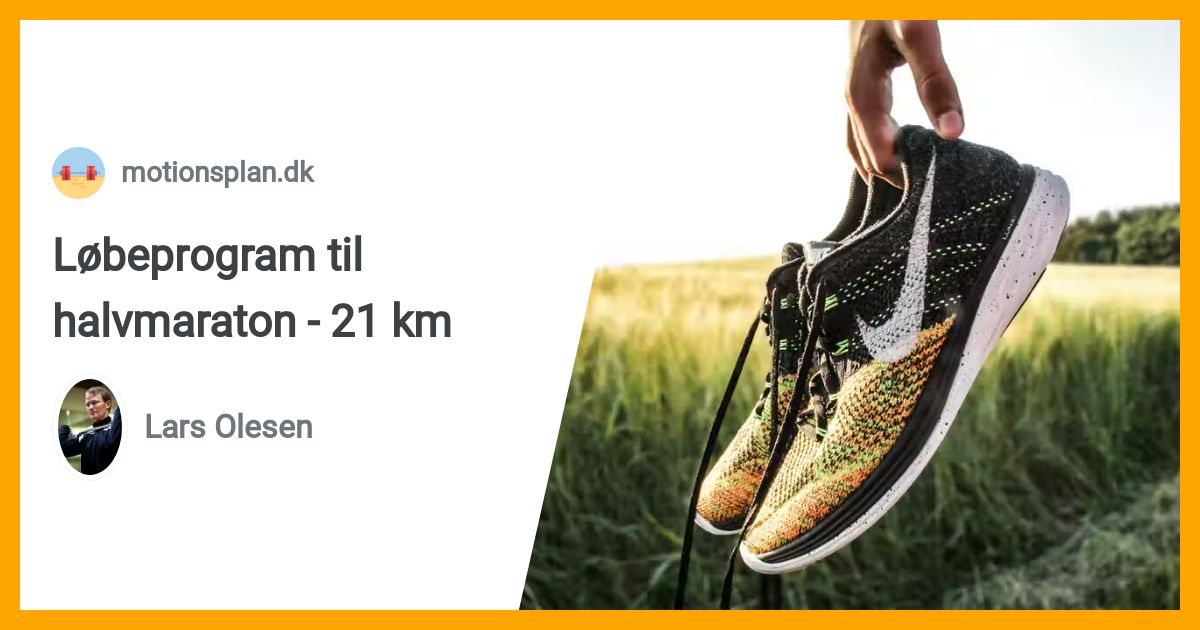 motionsplan.dk
Løbeprogram til
halvmaraton - 21 km
Lars Olesen